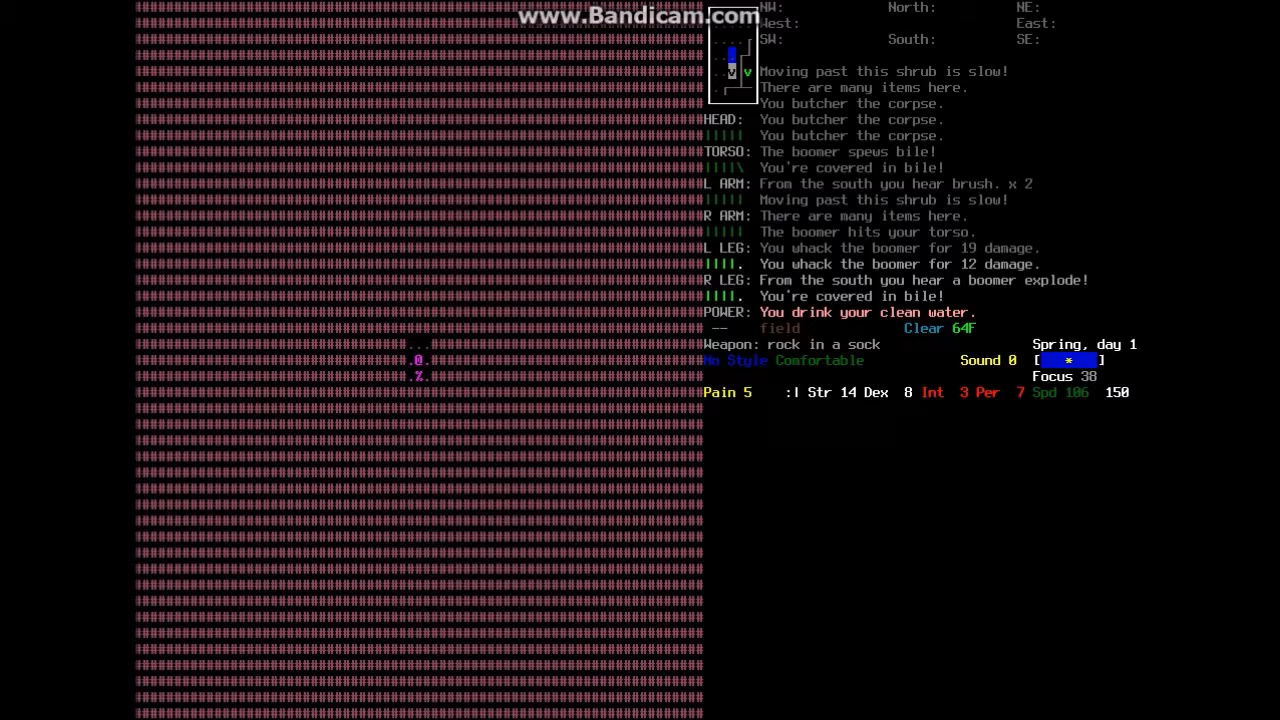 www.Bandicam.com
NW: North: NE:
West: East:
SW: South: SE:
v v Moving past this shrub is slow!
There are many items here.
You butcher the corpse.
HEAD: You butcher the corpse.
||||| You butcher the corpse.
TORSO: The boomer spews bile!
||||\ You're covered in bile!
L ARM: From the south you hear brush. x 2
||||| Moving past this shrub is slow!
R ARM: There are many items here.
||||| The boomer hits your torso.
L LEG: You whack the boomer for 19 damage.
||||. You whack the boomer for 12 damage.
R LEG: From the south you hear a boomer explode!
||||. You're covered in bile!
POWER: You drink your clean water.
-- field Clear 64F
Weapon: rock in a sock Spring, day 1
No Style Comfortable Sound 0 [ * ]
Focus 38
Pain 5 :| Str 14 Dex 8 Int 3 Per 7 Spd 106 150
...
.@.
.%.